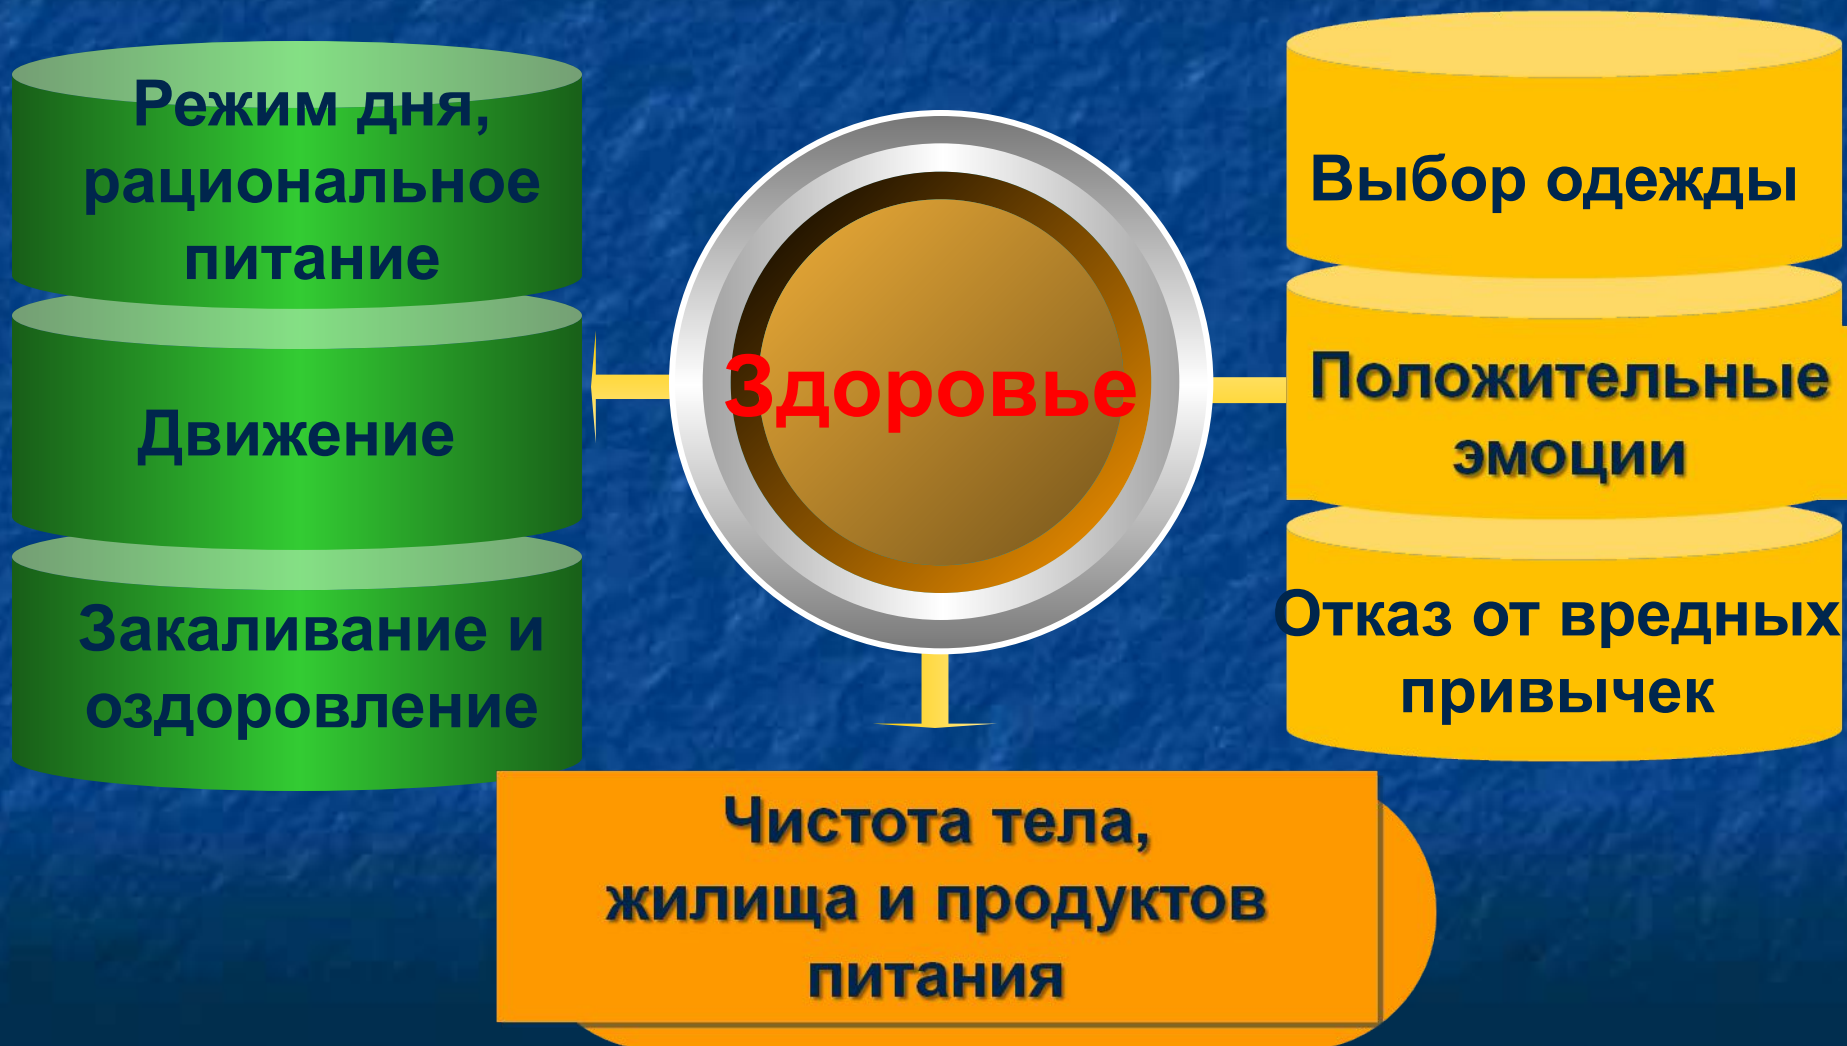 Режим дня,
рациональное
питание
Движение
Закаливание и
оздоровление
Здоровье
Выбор одежды
Положительные
эмоции
Отказ от вредных
привычек
Чистота тела,
жилища и продуктов
питания